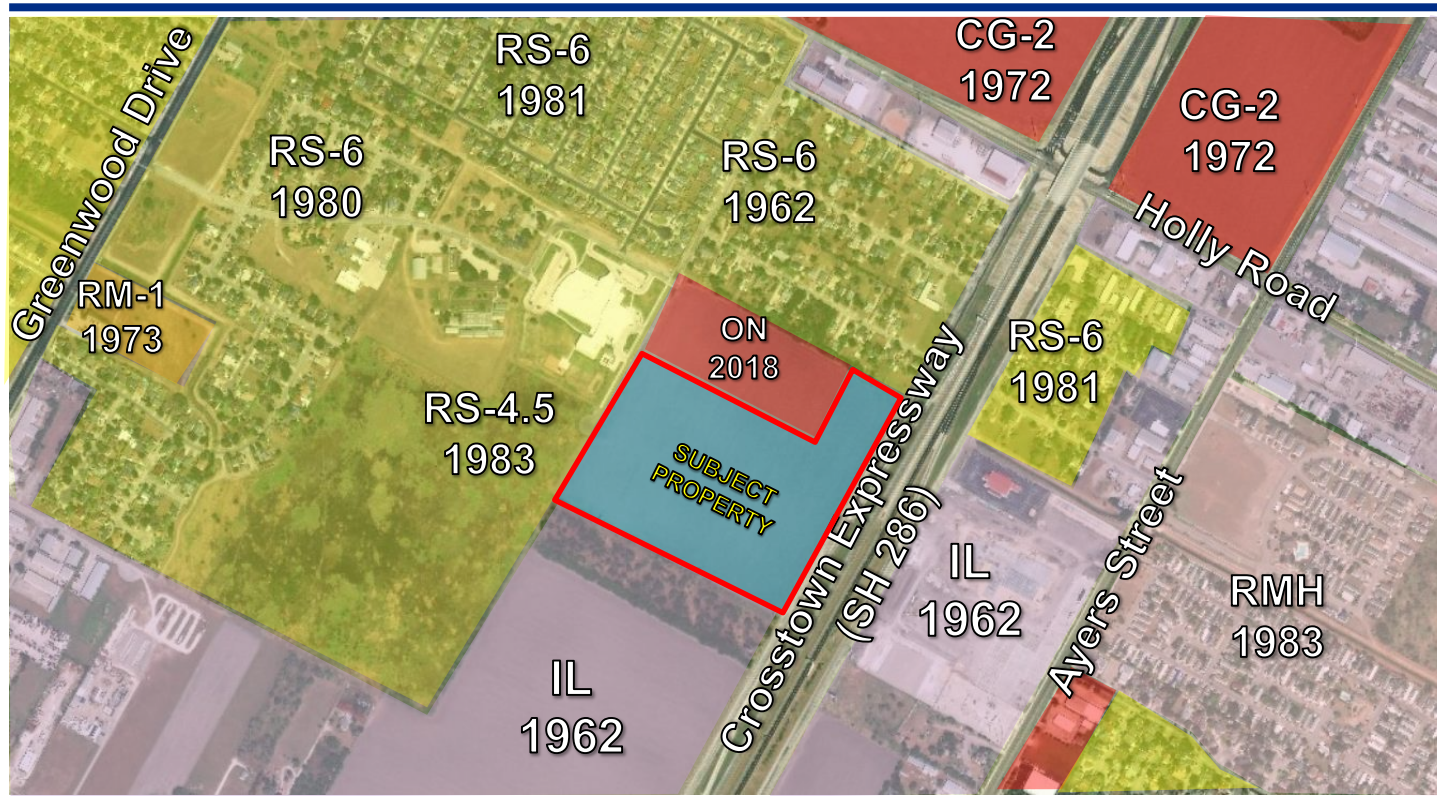 Greenwood Drive
RS-6
1981
CG-2
1972
CG-2
1972
RS-6
1980
RS-6
1962
Holly Road
RM-1
1973
ON
2018
RS-6
1981
RS-4.5
1983
SUBJECT
PROPERTY
Crosstown Expressway
(SH 286)
IL
1962
Ayers Street
RMH
1983
IL
1962